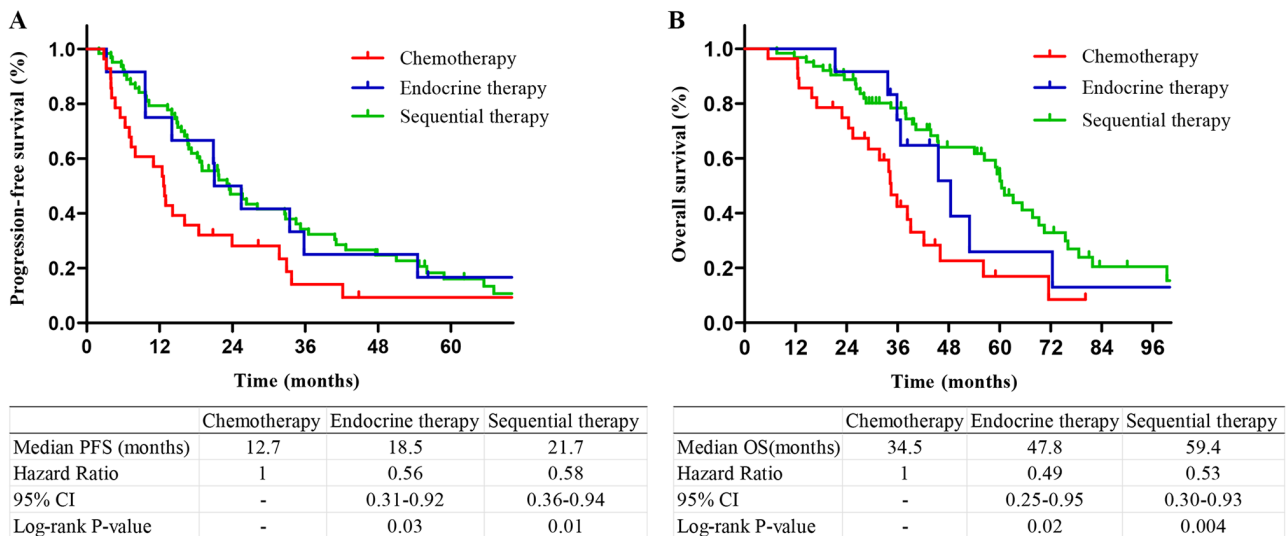 A
Progression-free survival (%)
1.0
0.8
0.6
0.4
0.2
0.0
0 12 24 36 48 60
Time (months)
Chemotherapy
Endocrine therapy
Sequential therapy
Chemotherapy Endocrine therapy Sequential therapy
Median PFS (months) 12.7 18.5 21.7
Hazard Ratio 1 0.56 0.58
95% CI - 0.31-0.92 0.36-0.94
Log-rank P-value - 0.03 0.01
B
Overall survival (%)
1.0
0.8
0.6
0.4
0.2
0.0
0 12 24 36 48 60 72 84 96
Time (months)
Chemotherapy
Endocrine therapy
Sequential therapy
Chemotherapy Endocrine therapy Sequential therapy
Median OS(months) 34.5 47.8 59.4
Hazard Ratio 1 0.49 0.53
95% CI - 0.25-0.95 0.30-0.93
Log-rank P-value - 0.02 0.004